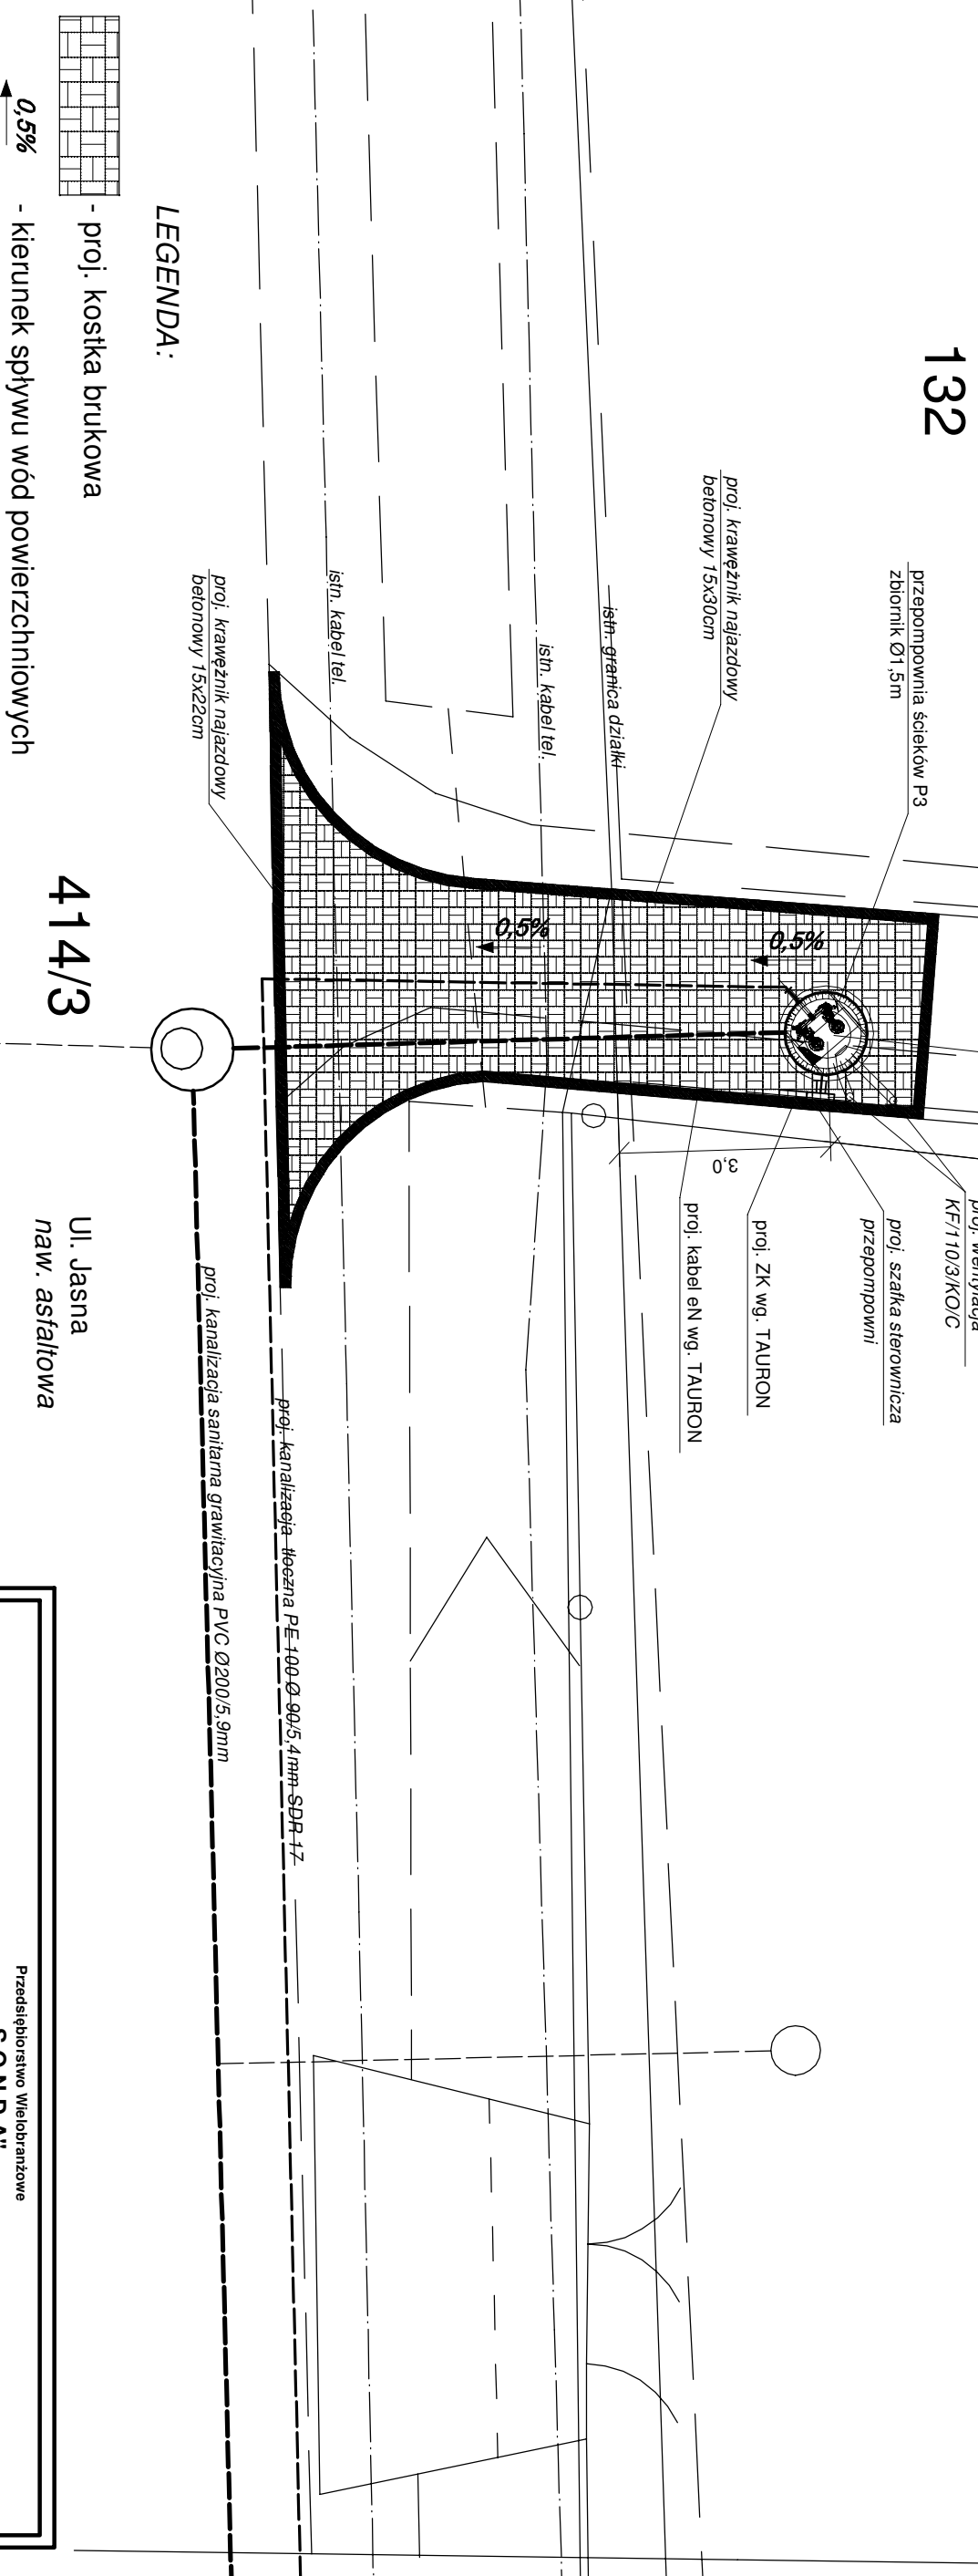 132
przepompownia ścieków P3
zbiornik Ø1,5m
proj. krawężnik najazdowy
betonowy 15x30cm
istn. granica działki
istn. kabel tel.
istn. kabel tel.
proj. krawężnik najazdowy
betonowy 15x22cm
0,5%
0,5%
3,0
KF/110/3/KO/C
proj. szafka sterownicza
przepompowni
proj. ZK wg. TAURON
proj. kabel eN wg. TAURON
proj. kanalizacja tłoczna PE 100 Ø 90/5,4mm SDR 17
proj. kanalizacja sanitarna grawitacyjna PVC Ø200/5,9mm
414/3
Ul. Jasna
naw. asfaltowa
LEGENDA:
- proj. kostka brukowa
0,5% - kierunek spływu wód powierzchniowych
Przedsiębiorstwo Wielobranżowe